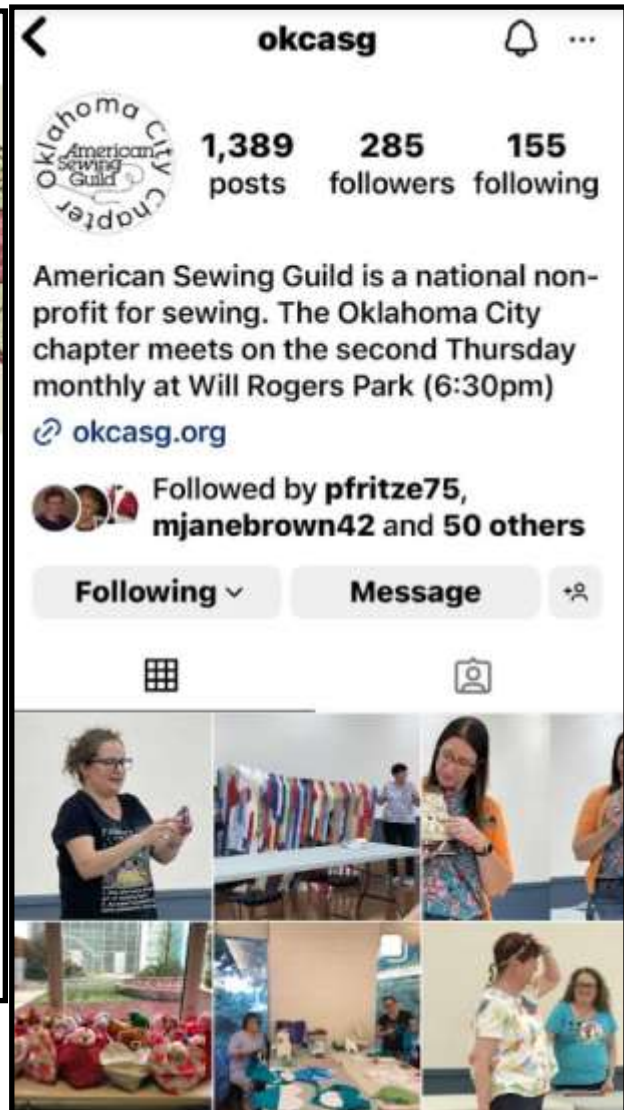 okcasg
Oklahoma City Chapter
American
Sewing
Guild
1,389
posts
285
followers
155
following
American Sewing Guild is a national non-
profit for sewing. The Oklahoma City
chapter meets on the second Thursday
monthly at Will Rogers Park (6:30pm)
okcasg.org
Followed by pfritze75,
mjanebrown42 and 50 others
Following
Message